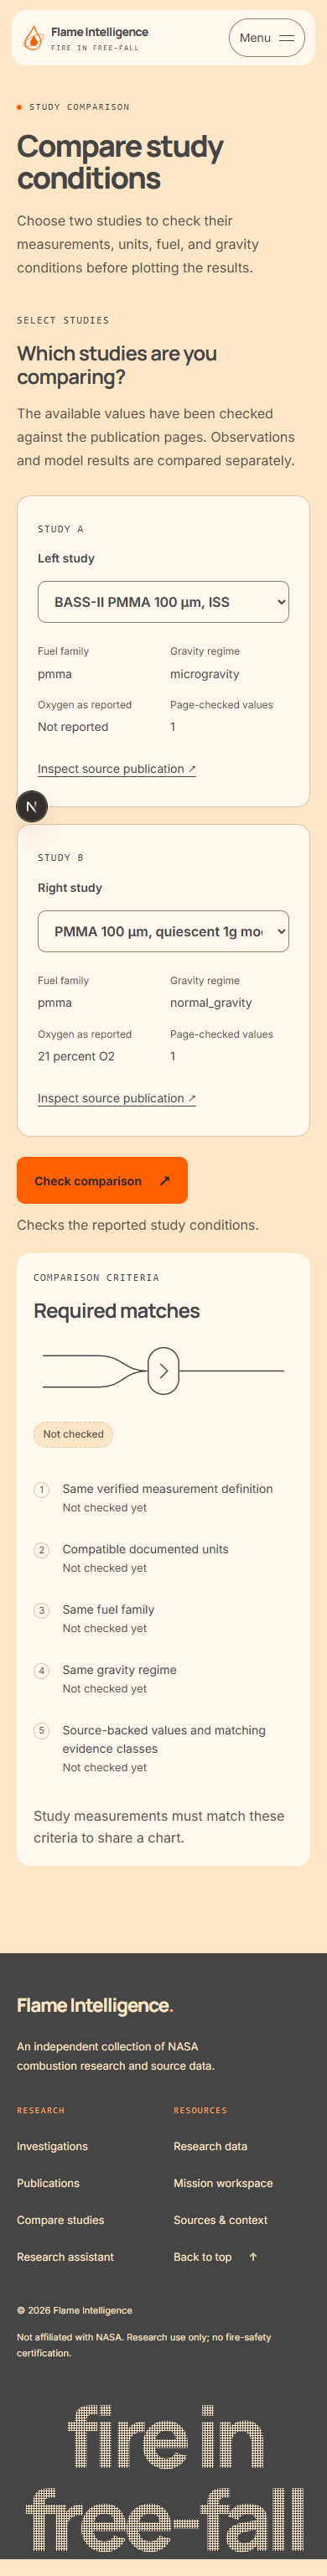 Flame Intelligence
FIRE IN FREE-FALL
Menu
STUDY COMPARISON
Compare study
conditions
Choose two studies to check their
measurements, units, fuel, and gravity
conditions before plotting the results.
SELECT STUDIES
Which studies are you
comparing?
The available values have been checked
against the publication pages. Observations
and model results are compared separately.
STUDY A
Left study
BASS-II PMMA 100 µm, ISS
Fuel family
Gravity regime
pmma
microgravity
Oxygen as reported
Page-checked values
Not reported
1
Inspect source publication ↗
N
STUDY B
Right study
PMMA 100 µm, quiescent 1g mo
Fuel family
Gravity regime
pmma
normal_gravity
Oxygen as reported
Page-checked values
21 percent O2
1
Inspect source publication ↗
Check comparison ↗
Checks the reported study conditions.
COMPARISON CRITERIA
Required matches
Not checked
1 Same verified measurement definition
Not checked yet
2 Compatible documented units
Not checked yet
3 Same fuel family
Not checked yet
4 Same gravity regime
Not checked yet
5 Source-backed values and matching
evidence classes
Not checked yet
Study measurements must match these
criteria to share a chart.
Flame Intelligence.
An independent collection of NASA
combustion research and source data.
RESEARCH
RESOURCES
Investigations
Research data
Publications
Mission workspace
Compare studies
Sources & context
Research assistant
Back to top ↑
© 2026 Flame Intelligence
Not affiliated with NASA. Research use only; no fire-safety
certification.
fire in
free-fall